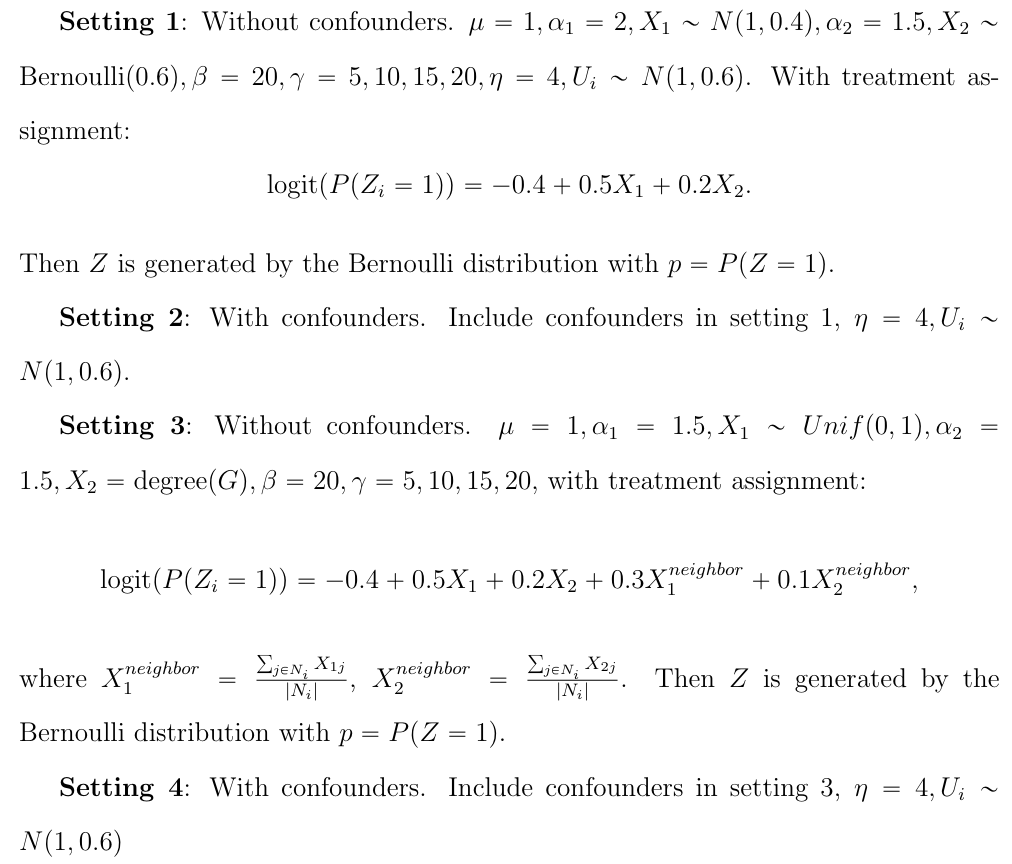 Setting 1: Without confounders. μ = 1, α₁ = 2, X₁ ∼ N(1, 0.4), α₂ = 1.5, X₂ ∼
Bernoulli(0.6), β = 20, γ = 5, 10, 15, 20, η = 4, Uᵢ ∼ N(1, 0.6). With treatment as-
signment:
logit(P(Zᵢ = 1)) = −0.4 + 0.5X₁ + 0.2X₂.
Then Z is generated by the Bernoulli distribution with p = P(Z = 1).
Setting 2: With confounders. Include confounders in setting 1, η = 4, Uᵢ ∼
N(1, 0.6).
Setting 3: Without confounders. μ = 1, α₁ = 1.5, X₁ ∼ Unif(0, 1), α₂ =
1.5, X₂ = degree(G), β = 20, γ = 5, 10, 15, 20, with treatment assignment:
logit(P(Zᵢ = 1)) = −0.4 + 0.5X₁ + 0.2X₂ + 0.3X₁^{neighbor} + 0.1X₂^{neighbor},
where X₁^{neighbor} = \frac{∑_{j∈Nᵢ} X_{1j}}{|Nᵢ|}, X₂^{neighbor} = \frac{∑_{j∈Nᵢ} X_{2j}}{|Nᵢ|}. Then Z is generated by the
Bernoulli distribution with p = P(Z = 1).
Setting 4: With confounders. Include confounders in setting 3, η = 4, Uᵢ ∼
N(1, 0.6)